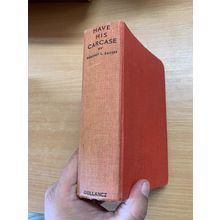 HAVE
HIS
CARCASE
BY
DOROTHY L. SAYERS
GOLLANCZ